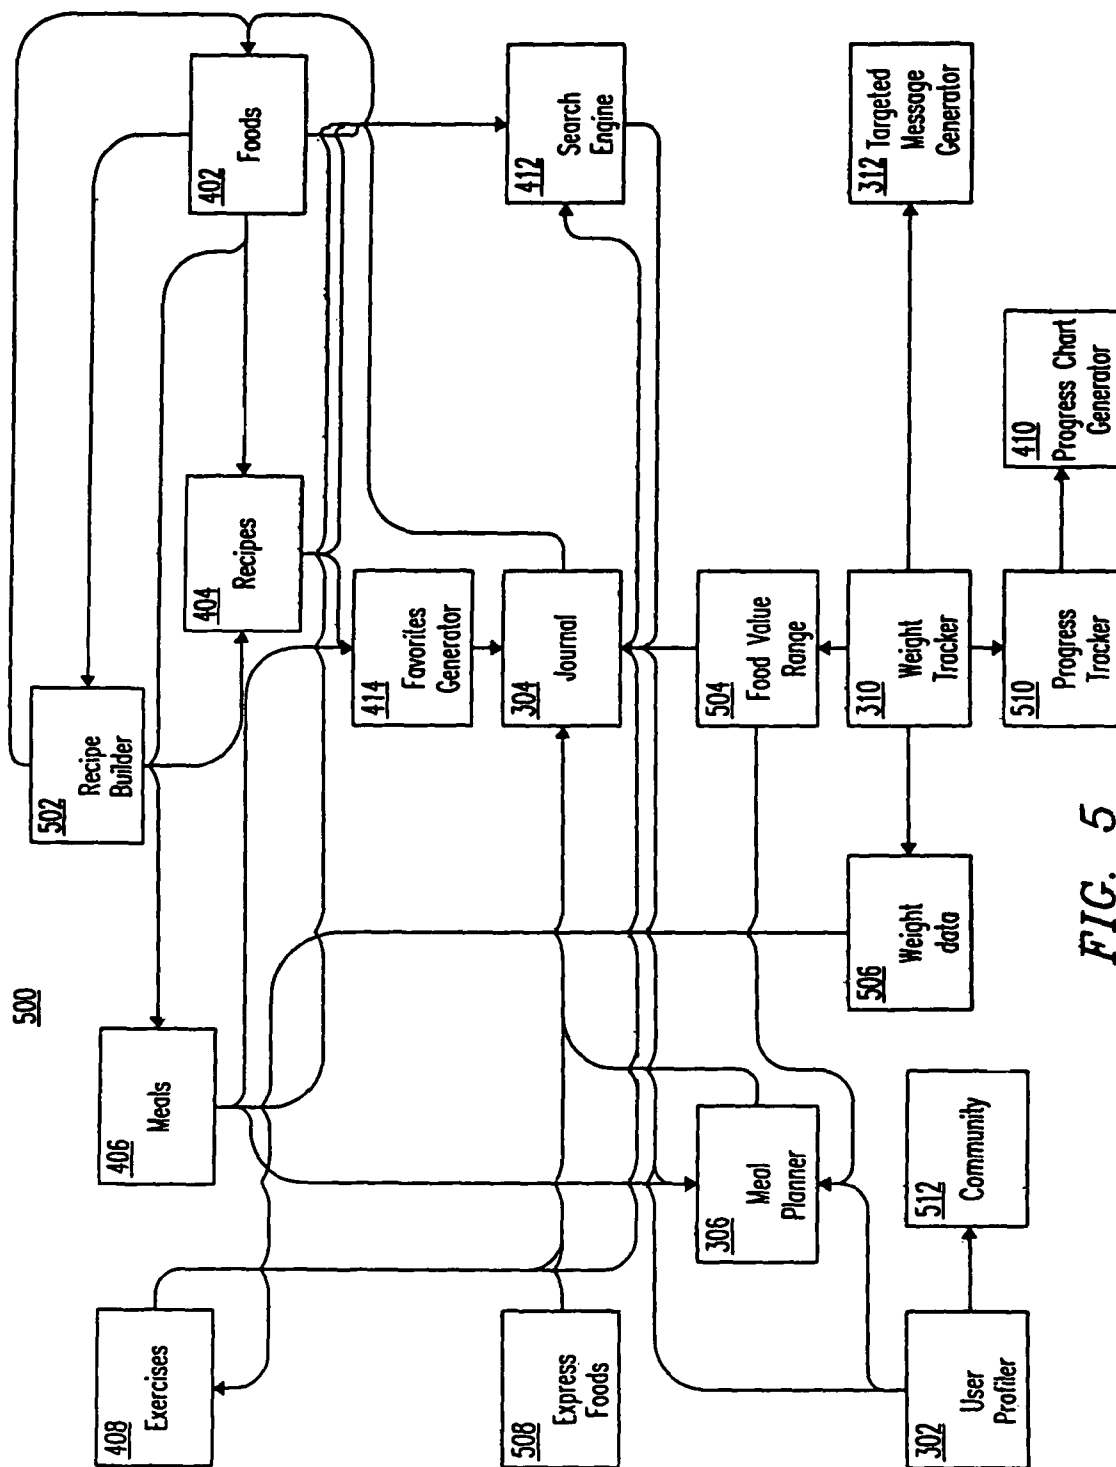 500
502
Recipe
Builder
402
Foods
406
Meals
404
Recipes
408
Exercises
414
Favorites
Generator
508
Express
Foods
304
Journal
412
Search
Engine
306
Meal
Planner
504
Food Value
Range
506
Weight
data
310
Weight
Tracker
312 Targeted
Message
Generator
302
User
Profiler
512
Community
510
Progress
Tracker
410
Progress Chart
Generator
FIG. 5